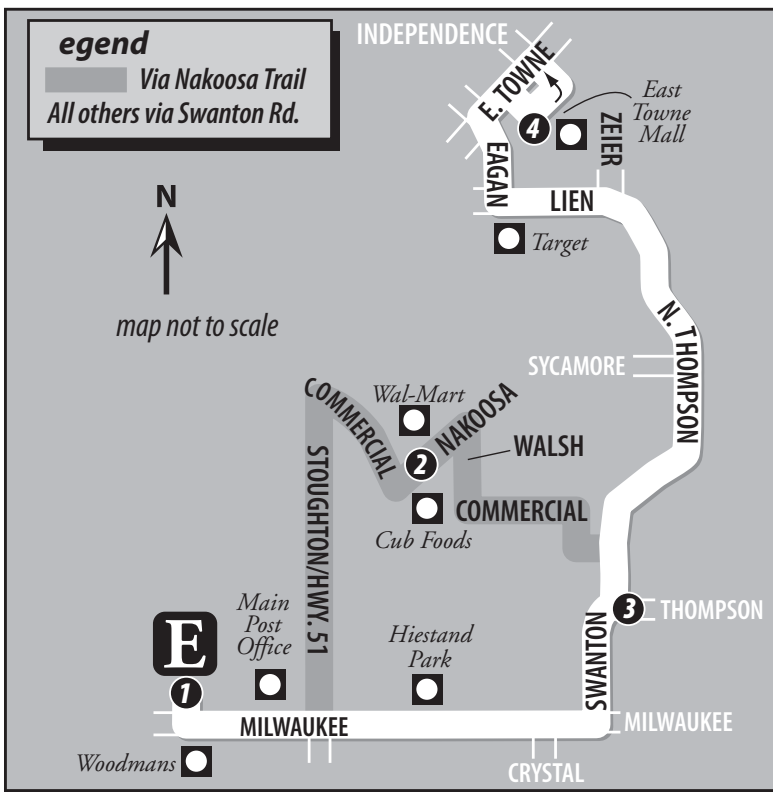 egend
Via Nakoosa Trail
All others via Swanton Rd.
INDEPENDENCE
E. TOWNE
East
Towne
Mall
4
ZEIER
EAGAN
LIEN
Target
N
map not to scale
N. THOMPSON
SYCAMORE
COMMERCIAL
Wal-Mart
NAKOOSA
WALSH
2
STOUGHTON/HWY. 51
COMMERCIAL
Cub Foods
Main
Post
Office
E
1
Hiestand
Park
3
THOMPSON
SWANTON
MILWAUKEE
MILWAUKEE
Woodmans
CRYSTAL